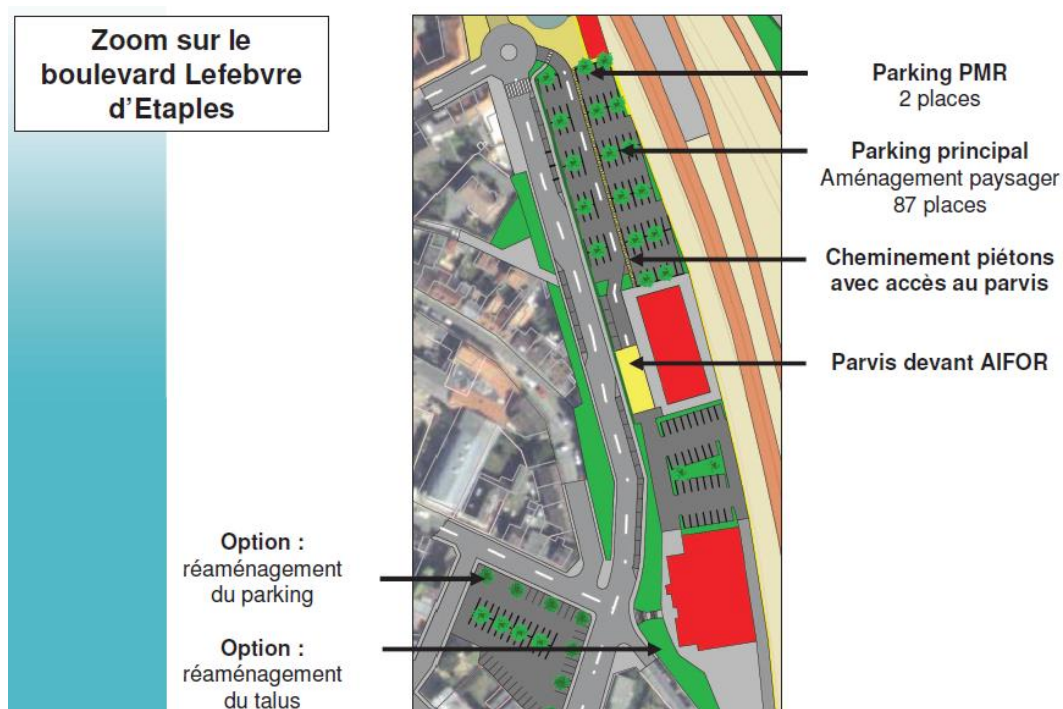 Zoom sur le
boulevard Lefebvre
d'Etaples
Parking PMR
2 places
Parking principal
Aménagement paysager
87 places
Cheminement piétons
avec accès au parvis
Parvis devant AIFOR
Option :
réaménagement
du parking
Option :
réaménagement
du talus